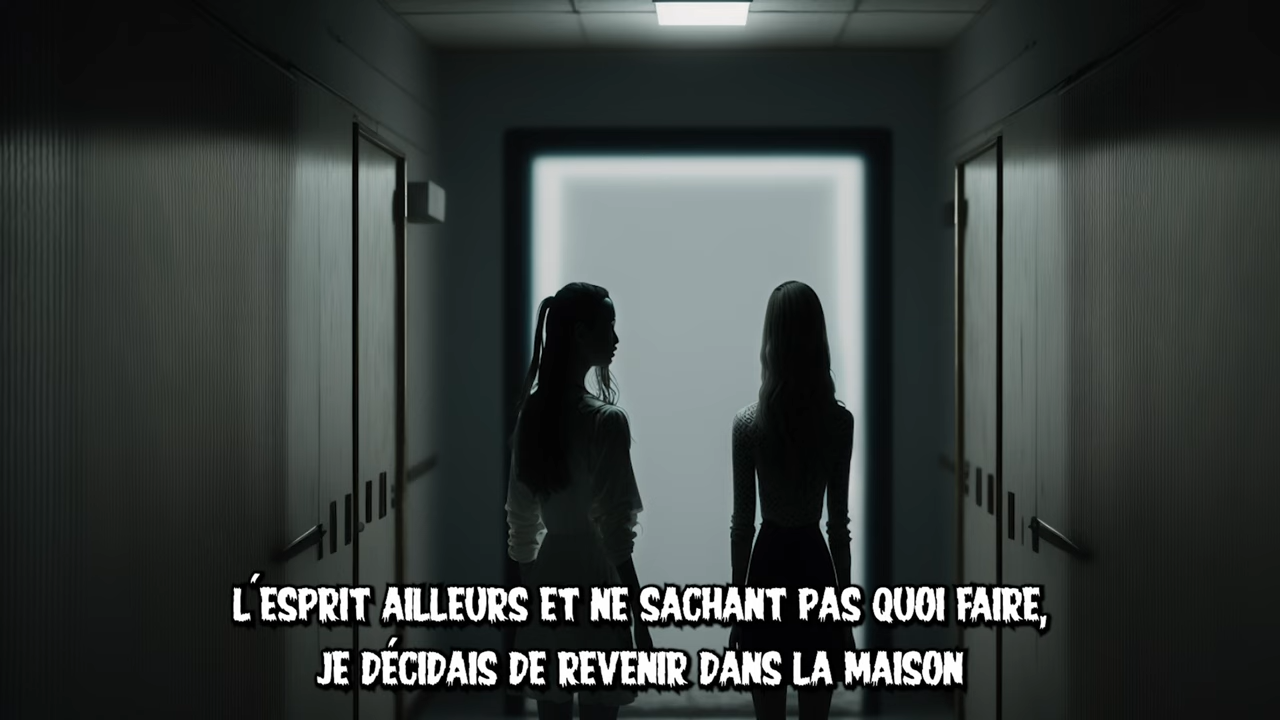 L'ESPRIT AILLEURS ET NE SACHANT PAS QUOI FAIRE,
JE DÉCIDAIS DE REVENIR DANS LA MAISON